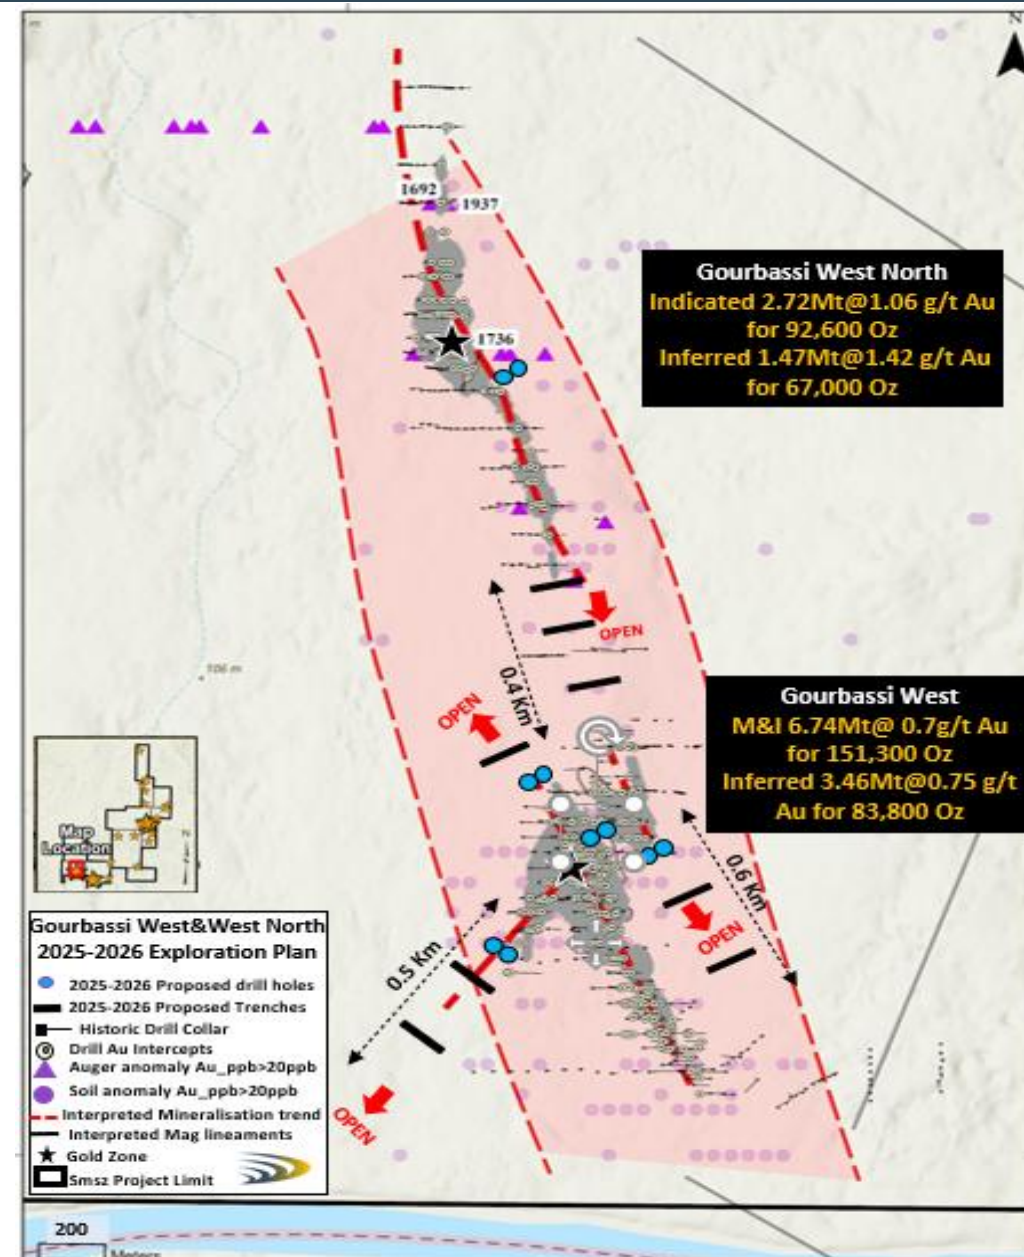 N
1692
1937
Gourbassi West North
Indicated 2.72Mt@1.06 g/t Au
for 92,600 Oz
Inferred 1.47Mt@1.42 g/t Au
for 67,000 Oz
1736
OPEN
0.4 Km
OPEN
106 m
Gourbassi West
M&I 6.74Mt@ 0.7g/t Au
for 151,300 Oz
Inferred 3.46Mt@0.75 g/t
Au for 83,800 Oz
Map
Location
N
0.6 Km
OPEN
0.5 Km
OPEN
Gourbassi West&West North
2025-2026 Exploration Plan
2025-2026 Proposed drill holes
2025-2026 Proposed Trenches
Historic Drill Collar
Drill Au Intercepts
Auger anomaly Au_ppb>20ppb
Soil anomaly Au_ppb>20ppb
Interpreted Mineralisation trend
Interpreted Mag lineaments
Gold Zone
Smsz Project Limit
200
Meters